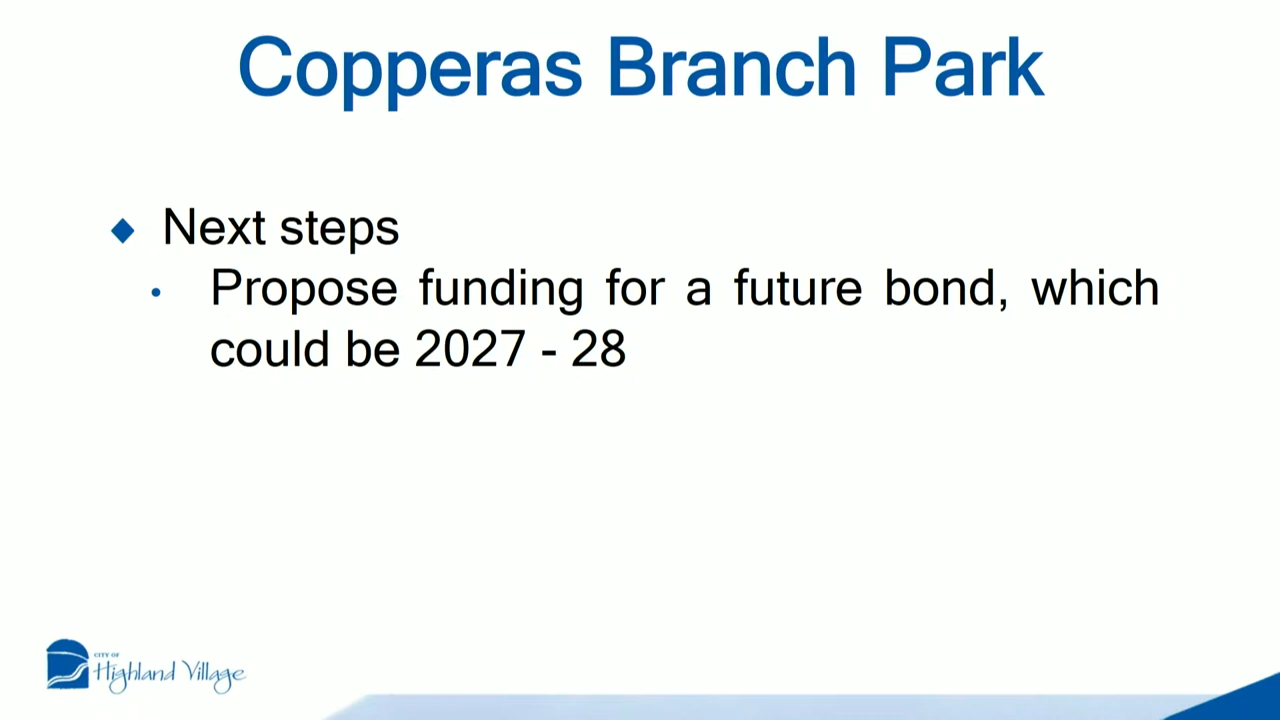 Copperas Branch Park
Next steps
Propose funding for a future bond, which
could be 2027 - 28
CITY OF
Highland Village